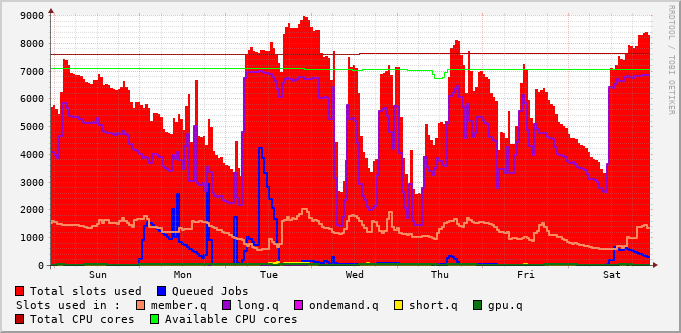 9000
8000
7000
6000
5000
4000
3000
2000
1000
0
Sun Mon Tue Wed Thu Fri Sat
RRDTOOL / TOBI OETIKER
Total slots used Queued Jobs
Slots used in : member.q long.q ondemand.q short.q gpu.q
Total CPU cores Available CPU cores